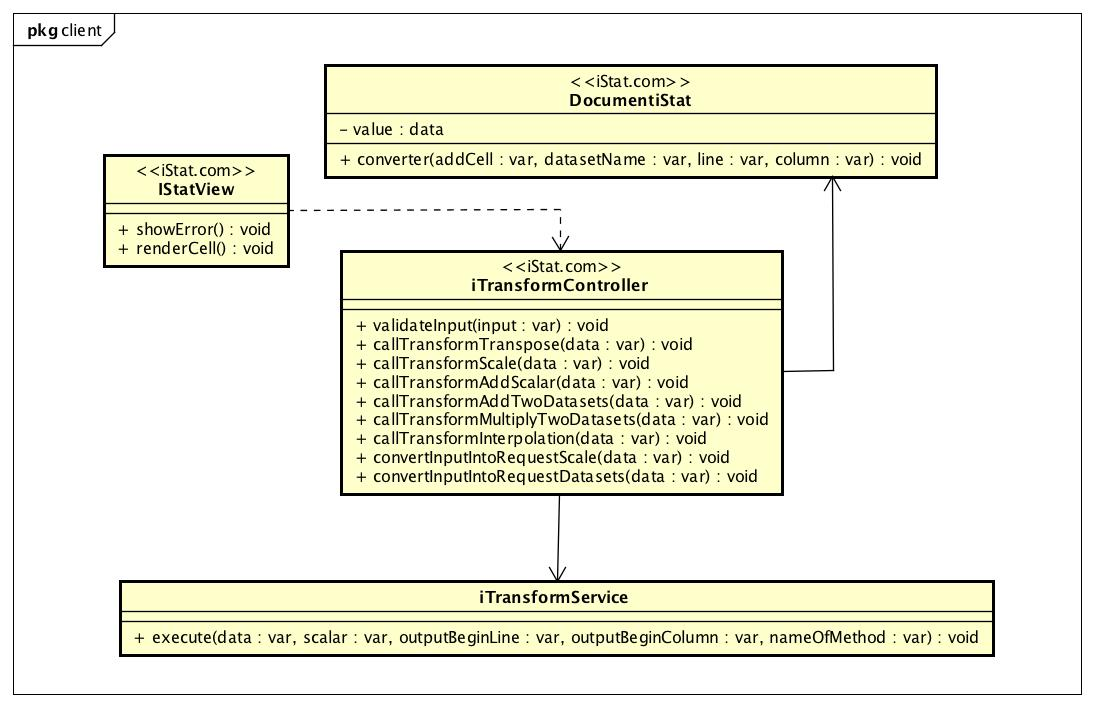 pkg client
<<iStat.com>>
DocumentiStat
- value : data
+ converter(addCell : var, datasetName : var, line : var, column : var) : void
<<iStat.com>>
IStatView
+ showError() : void
+ renderCell() : void
<<iStat.com>>
iTransformController
+ validateInput(input : var) : void
+ callTransformTranspose(data : var) : void
+ callTransformScale(data : var) : void
+ callTransformAddScalar(data : var) : void
+ callTransformAddTwoDatasets(data : var) : void
+ callTransformMultiplyTwoDatasets(data : var) : void
+ callTransformInterpolation(data : var) : void
+ convertInputIntoRequestScale(data : var) : void
+ convertInputIntoRequestDatasets(data : var) : void
iTransformService
+ execute(data : var, scalar : var, outputBeginLine : var, outputBeginColumn : var, nameOfMethod : var) : void